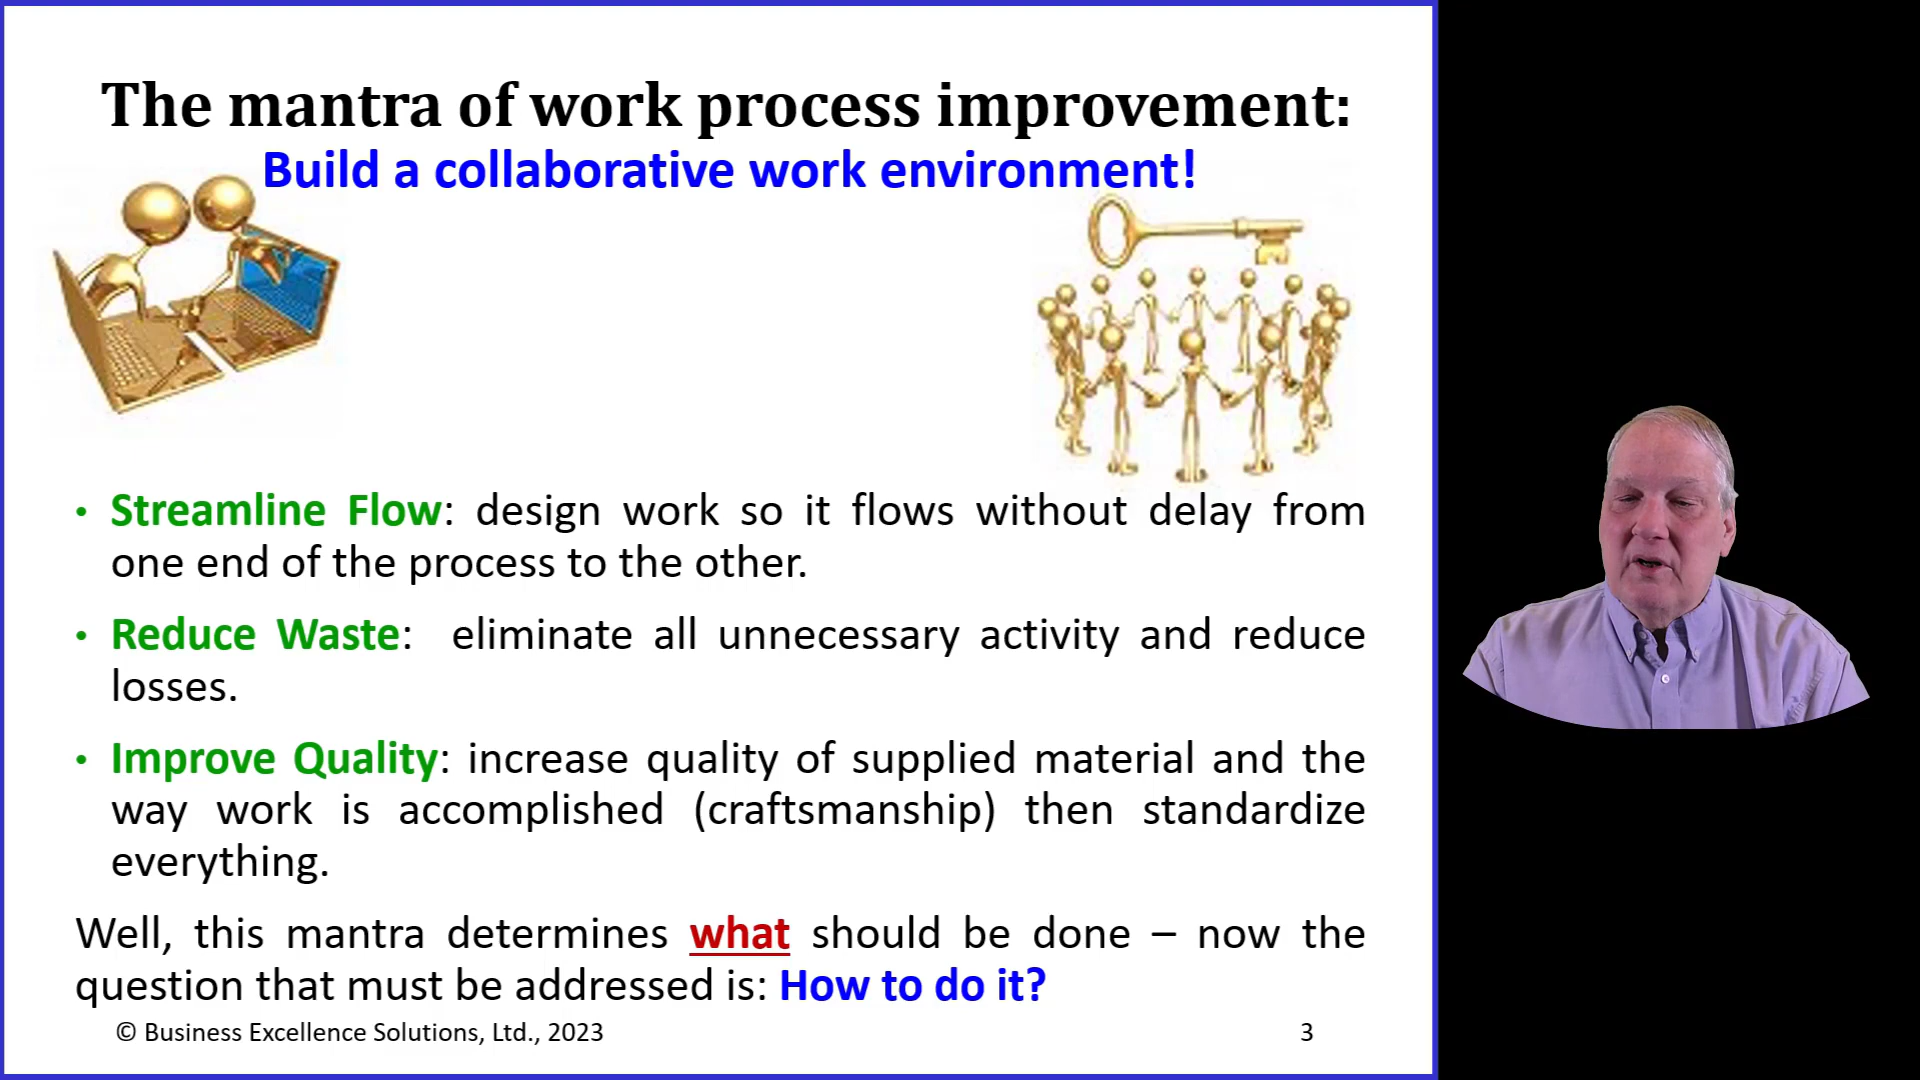 The mantra of work process improvement:
Build a collaborative work environment!
• Streamline Flow: design work so it flows without delay from
one end of the process to the other.
• Reduce Waste: eliminate all unnecessary activity and reduce
losses.
• Improve Quality: increase quality of supplied material and the
way work is accomplished (craftsmanship) then standardize
everything.
Well, this mantra determines what should be done – now the
question that must be addressed is: How to do it?
© Business Excellence Solutions, Ltd., 2023
3